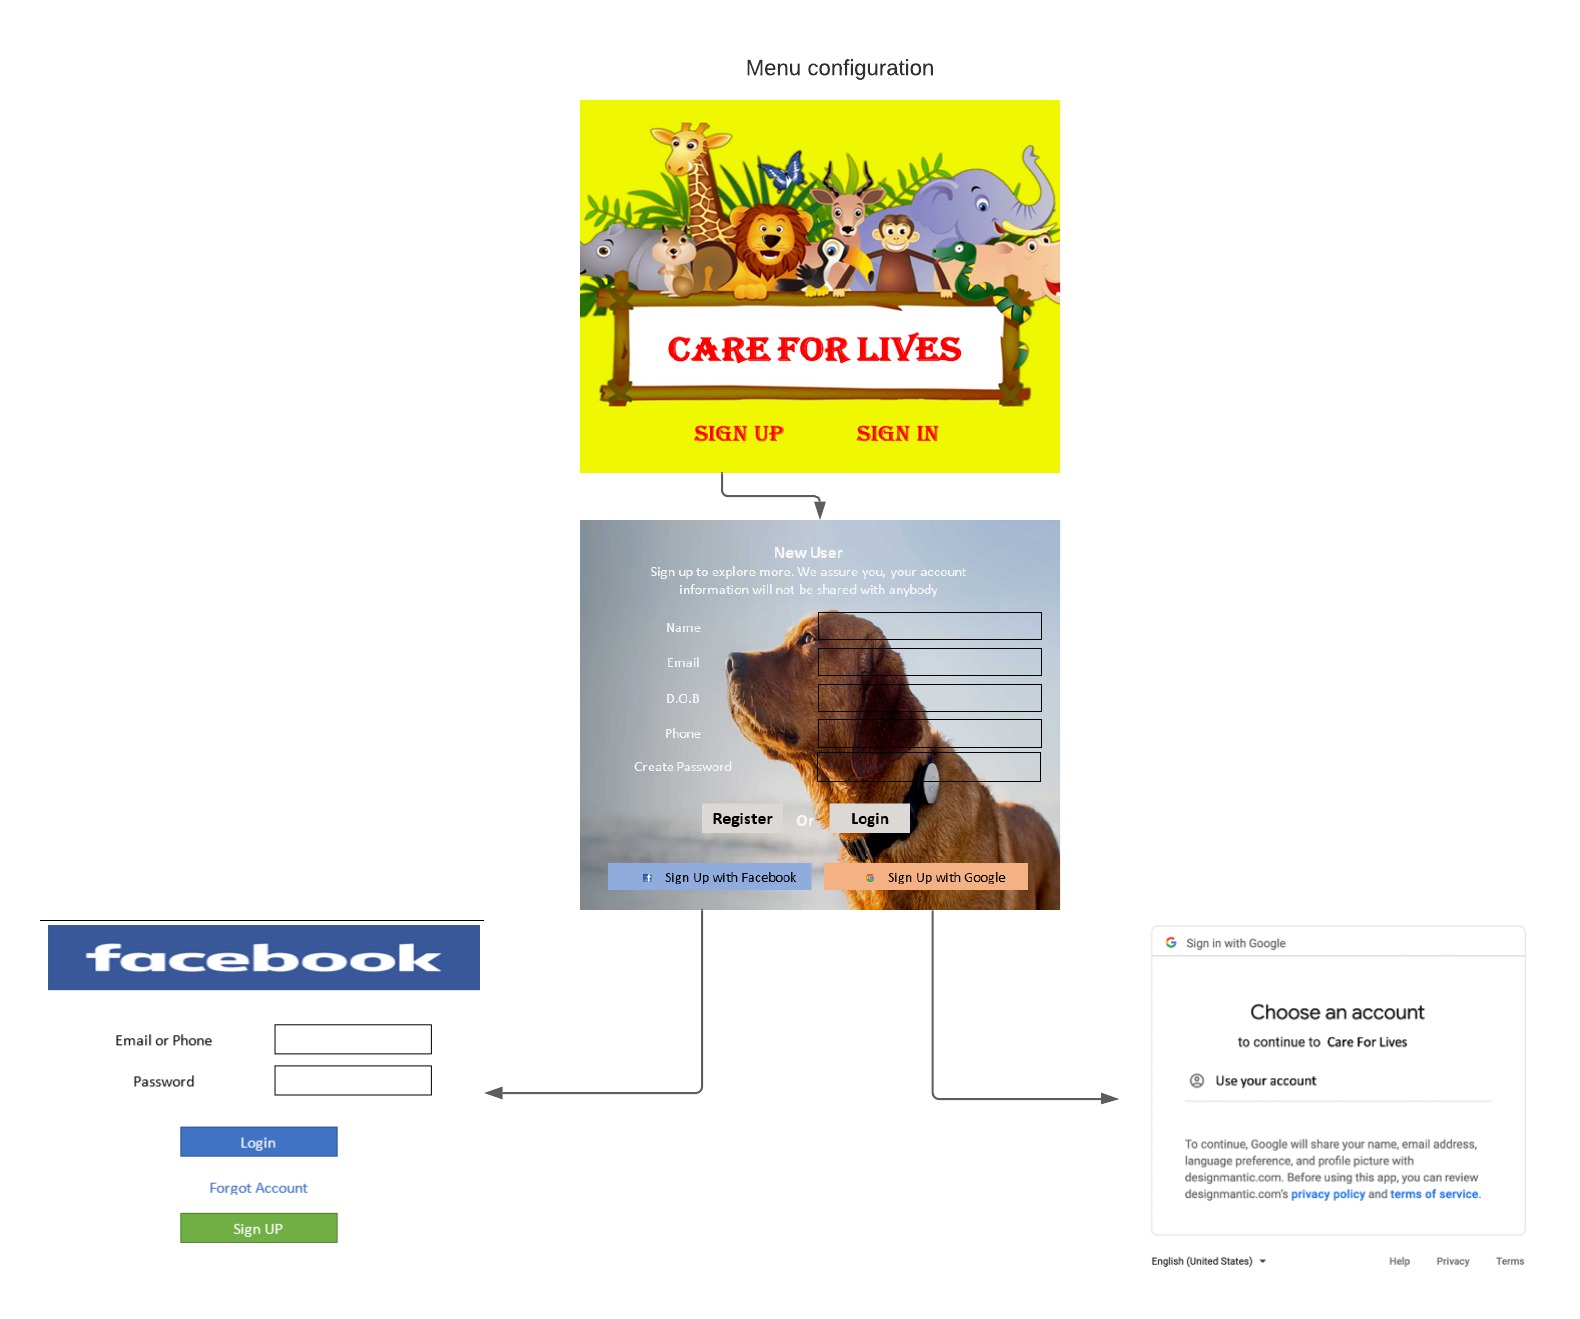 Menu configuration
CARE FOR LIVES
SIGN UP SIGN IN
New User
Sign up to explore more. We assure you, your account
information will not be shared with anybody
Name
Email
D.O.B
Phone
Create Password
Register Or Login
Sign Up with Facebook Sign Up with Google
facebook
Email or Phone
Password
Login
Forgot Account
Sign UP
Sign in with Google
Choose an account
to continue to Care For Lives
Use your account
To continue, Google will share your name, email address,
language preference, and profile picture with
designmantic.com. Before using this app, you can review
designmantic.com's privacy policy and terms of service.
English (United States) Help Privacy Terms